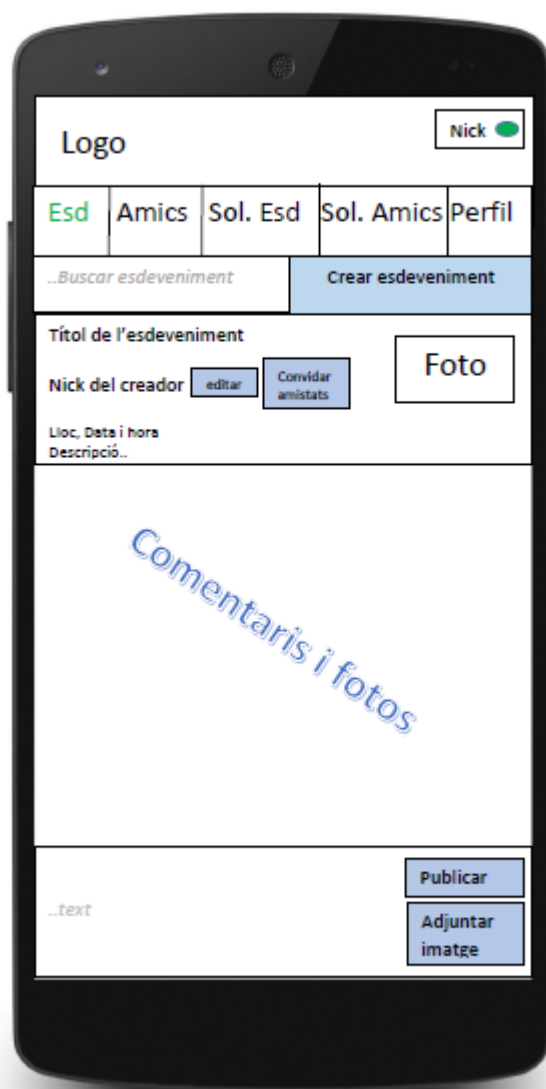 Logo
Nick
Esd Amics Sol. Esd Sol. Amics Perfil
..Buscar esdeveniment
Crear esdeveniment
Títol de l'esdeveniment
Nick del creador
editar
Convidar
amistats
Foto
Lloc, Data i hora
Descripció..
Comentaris i fotos
..text
Publicar
Adjuntar
imatge